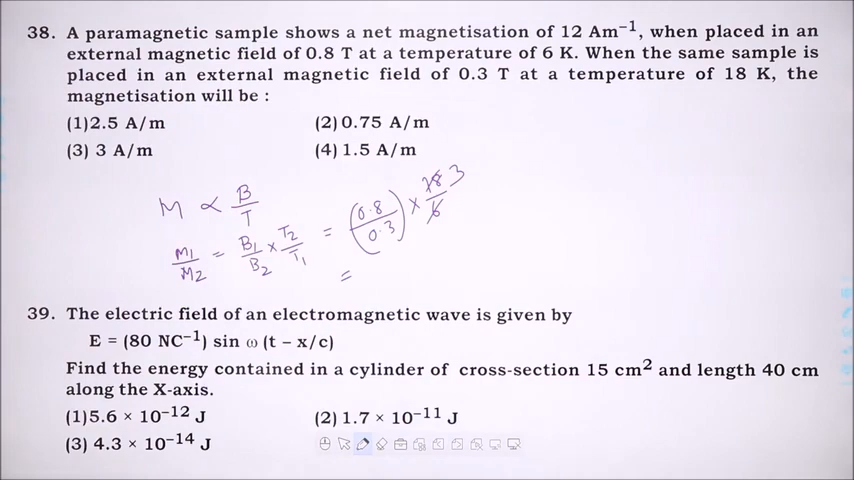 38. A paramagnetic sample shows a net magnetisation of 12 Am⁻¹, when placed in an
external magnetic field of 0.8 T at a temperature of 6 K. When the same sample is
placed in an external magnetic field of 0.3 T at a temperature of 18 K, the
magnetisation will be :
(1)2.5 A/m (2) 0.75 A/m
(3) 3 A/m (4) 1.5 A/m
M ∝ B/T
M₁/M₂ = B₁/B₂ × T₂/T₁ = (0.8/0.3) × 18/6 3
=
39. The electric field of an electromagnetic wave is given by
E = (80 NC⁻¹) sin ω (t – x/c)
Find the energy contained in a cylinder of cross-section 15 cm² and length 40 cm
along the X-axis.
(1)5.6 × 10⁻¹² J (2) 1.7 × 10⁻¹¹ J
(3) 4.3 × 10⁻¹⁴ J